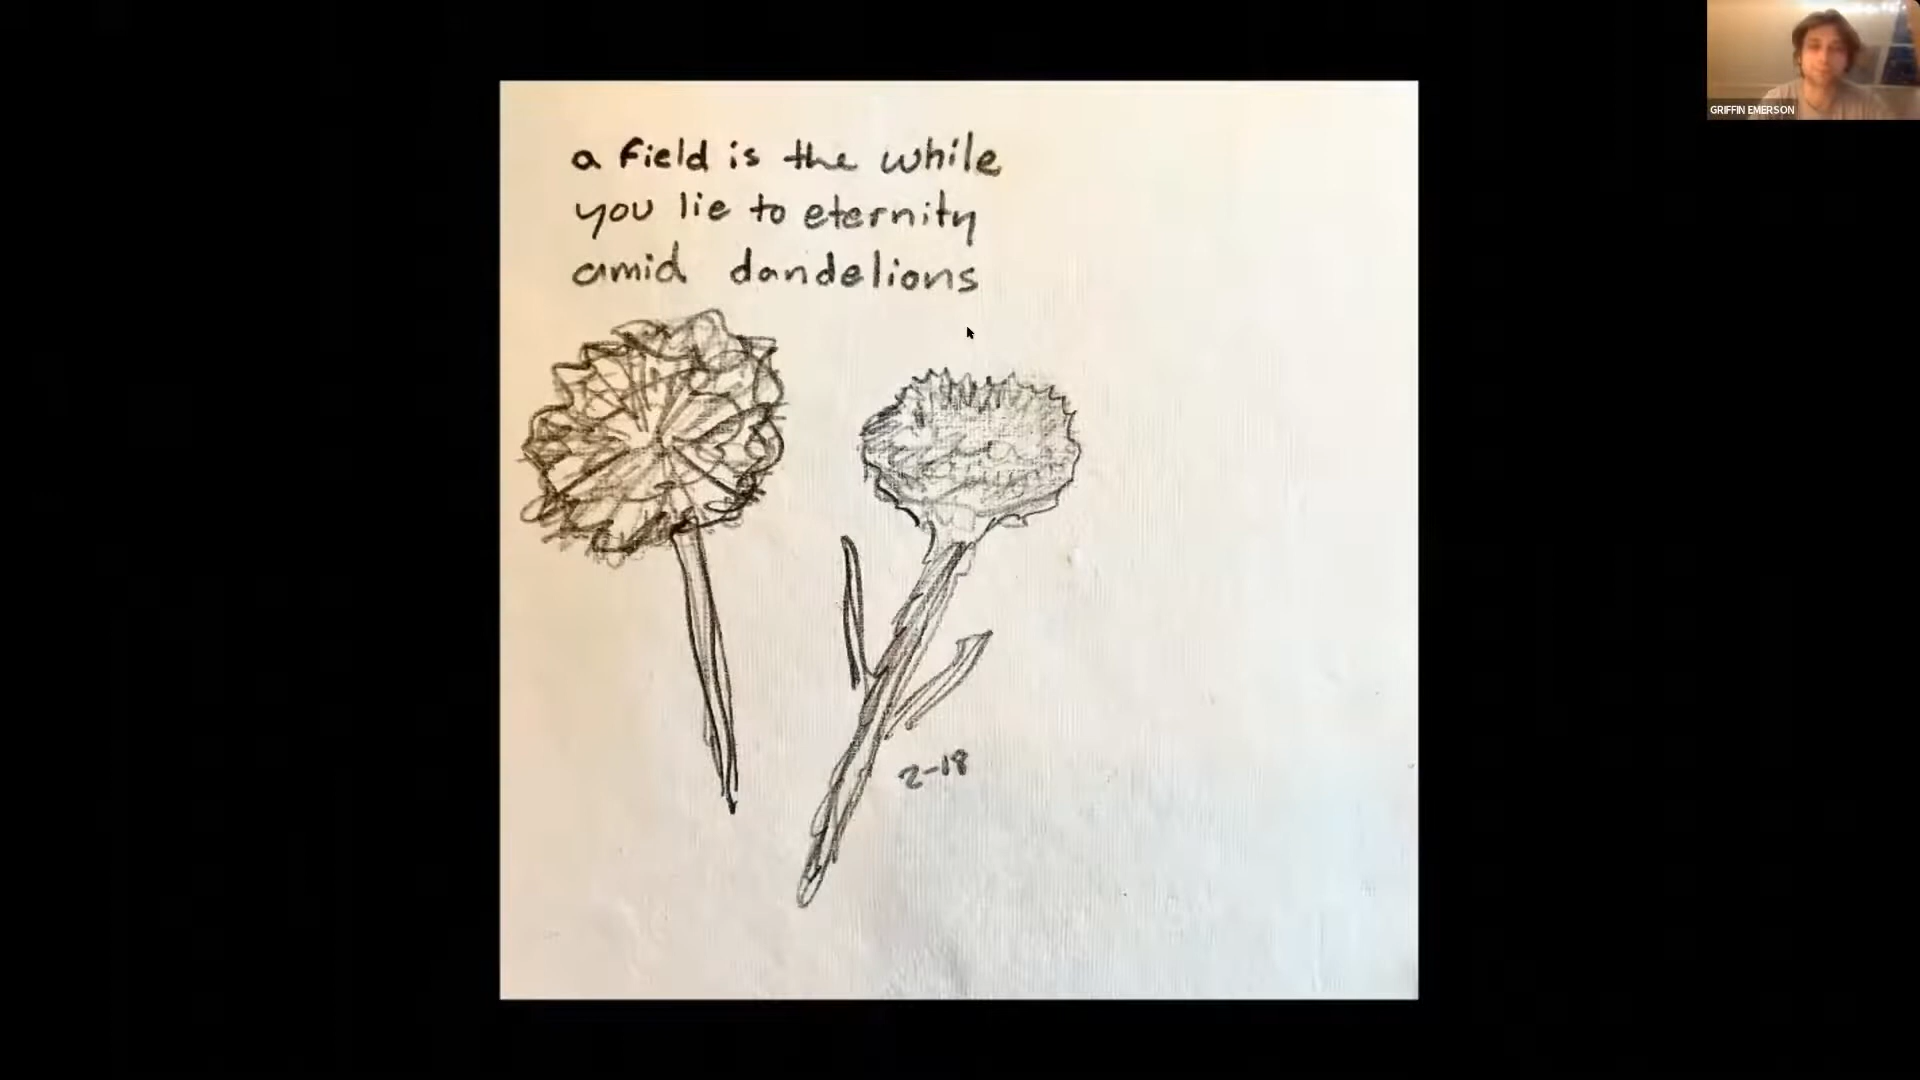 a field is the while
you lie to eternity
amid dandelions
2-18
GRIFFIN EMERSON